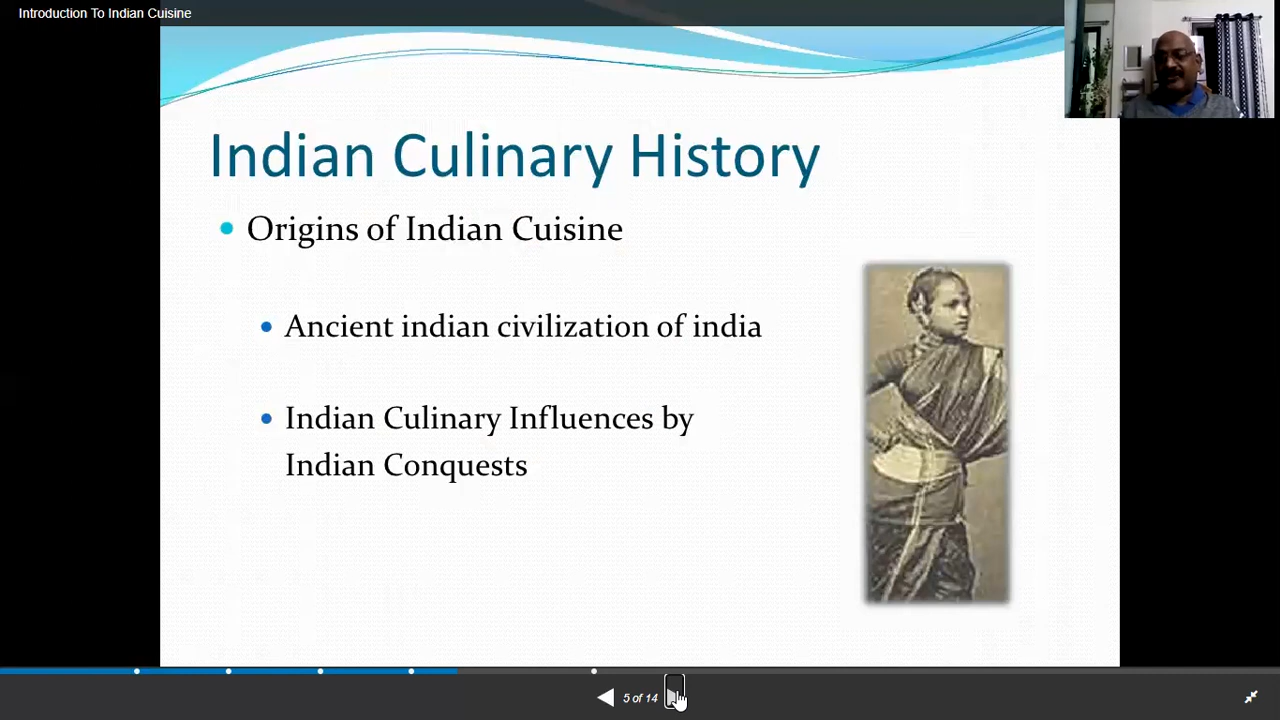 Introduction To Indian Cuisine
Indian Culinary History
Origins of Indian Cuisine
Ancient indian civilization of india
Indian Culinary Influences by
Indian Conquests
5 of 14